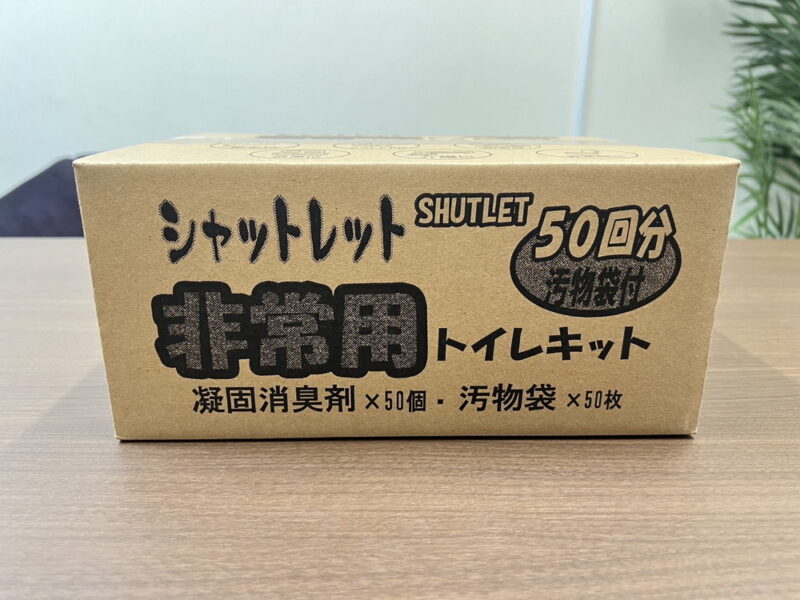 シャットレット SHUTLET
50回分
汚物袋付
非常用トイレキット
凝固消臭剤×50個・汚物袋×50枚